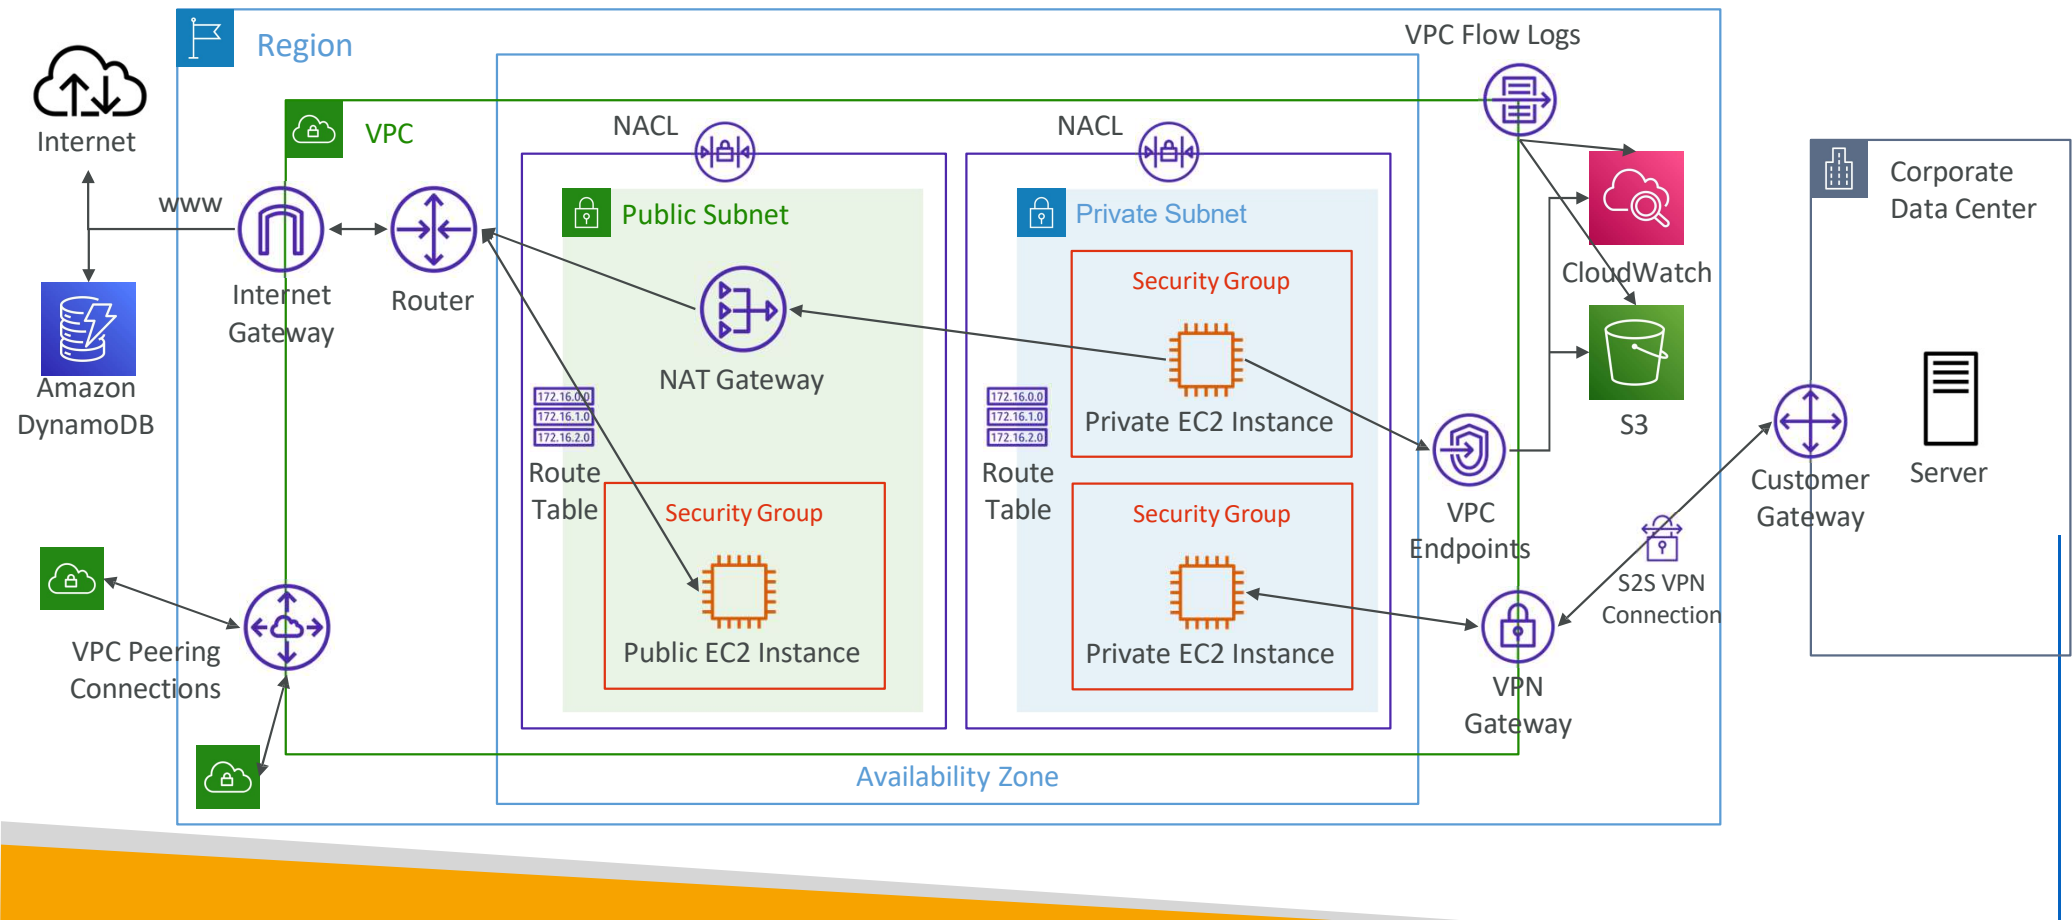 Region
VPC Flow Logs
Internet
VPC
NACL
NACL
www
Public Subnet
Private Subnet
Corporate
Data Center
Security Group
CloudWatch
Internet
Gateway
Router
NAT Gateway
Amazon
DynamoDB
172.16.0.0
172.16.1.0
172.16.2.0
Route
Table
172.16.0.0
172.16.1.0
172.16.2.0
Route
Table
Private EC2 Instance
S3
VPC
Endpoints
Customer
Gateway
Server
Security Group
Public EC2 Instance
Security Group
Private EC2 Instance
S2S VPN
Connection
VPC Peering
Connections
VPN
Gateway
Availability Zone